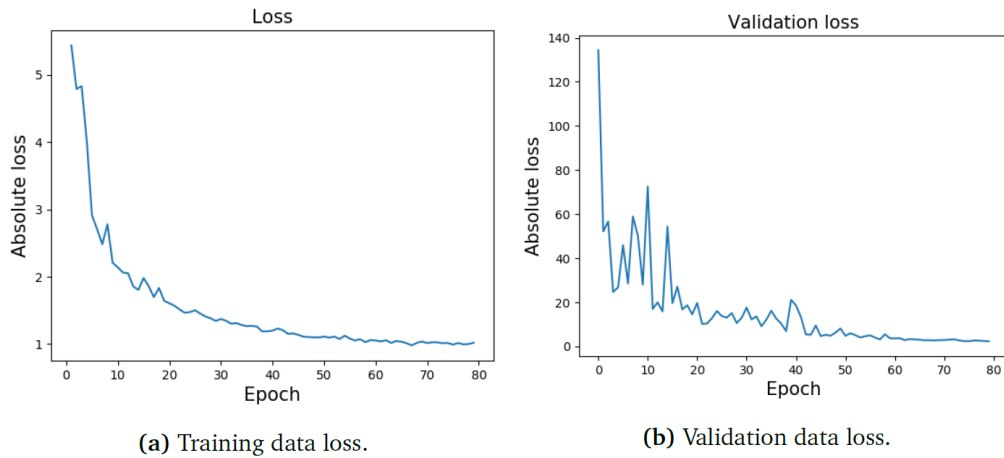 Loss
Absolute loss
5
4
3
2
1
0 10 20 30 40 50 60 70 80
Epoch
(a) Training data loss.
Validation loss
Absolute loss
140
120
100
80
60
40
20
0
0 10 20 30 40 50 60 70 80
Epoch
(b) Validation data loss.